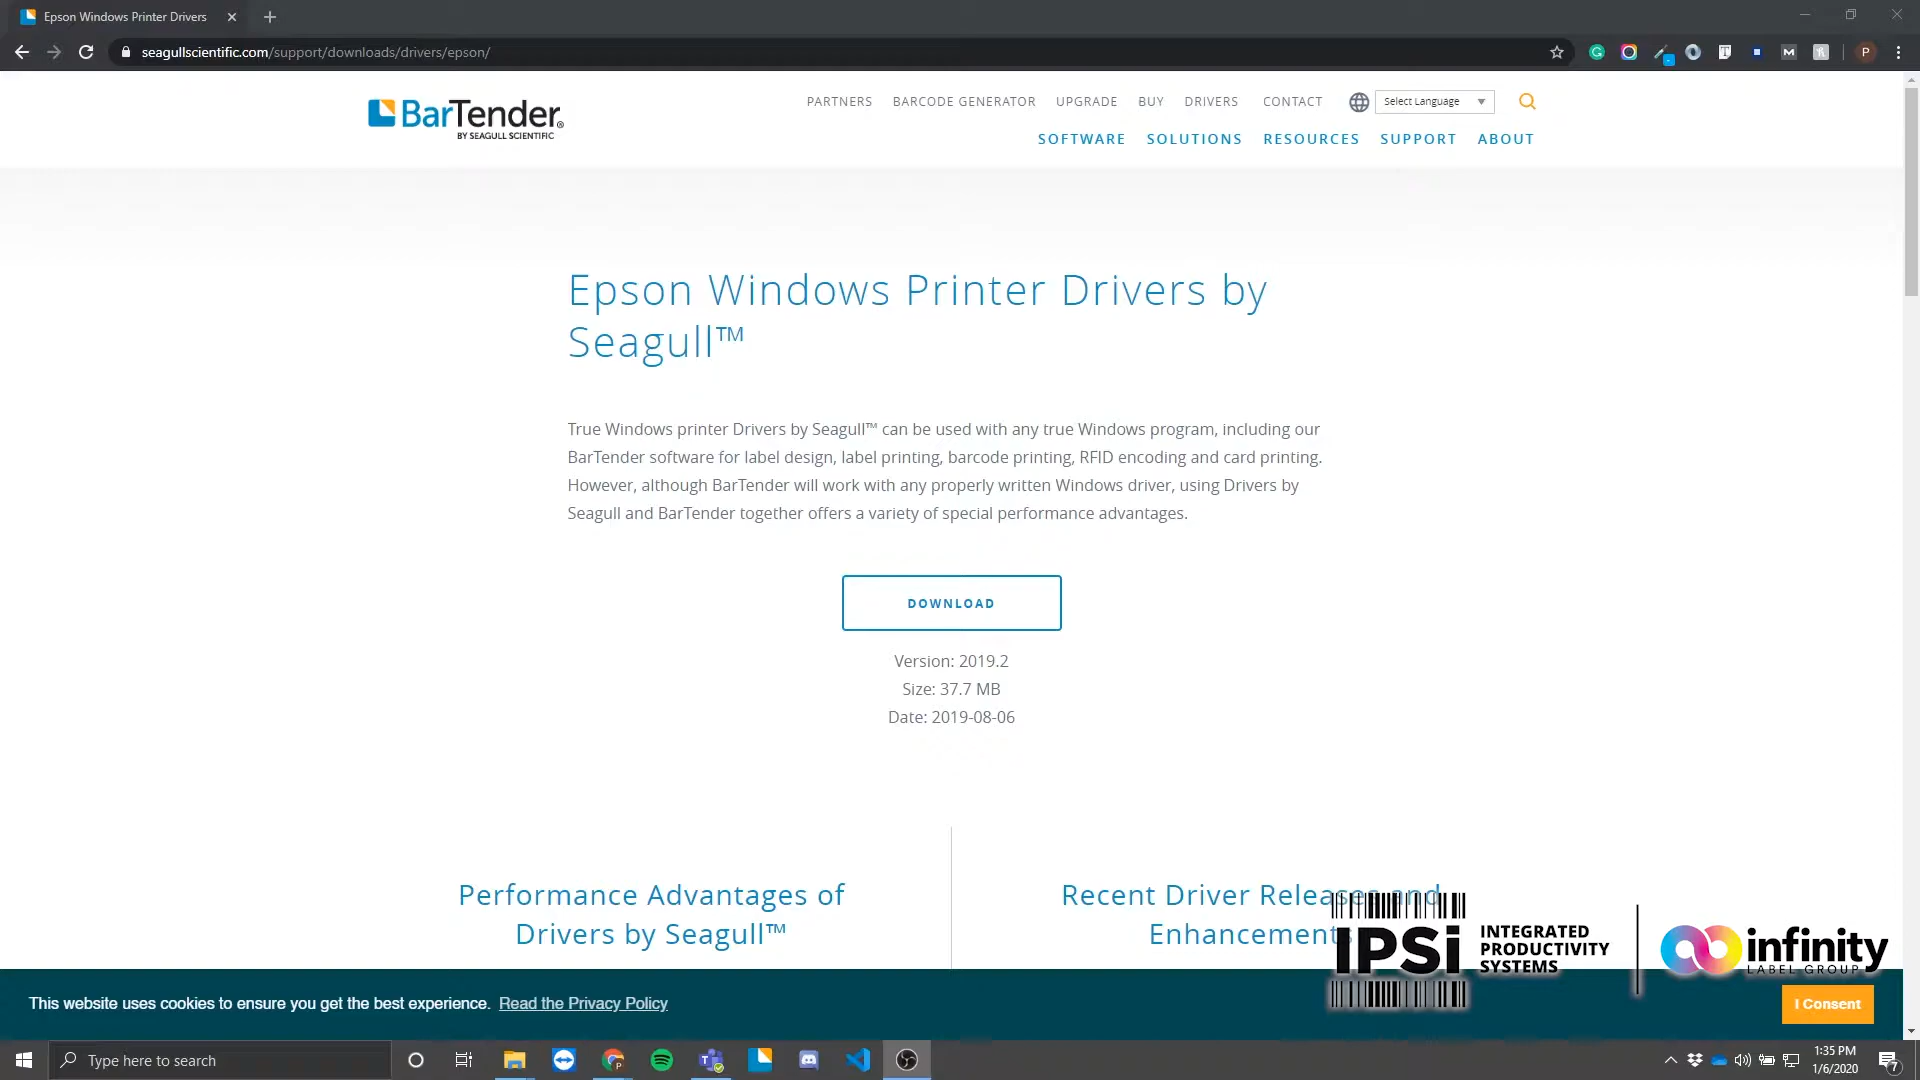 Epson Windows Printer Drivers
seagullscientific.com/support/downloads/drivers/epson/
P
BarTender®
BY SEAGULL SCIENTIFIC
PARTNERS BARCODE GENERATOR UPGRADE BUY DRIVERS CONTACT Select Language
SOFTWARE SOLUTIONS RESOURCES SUPPORT ABOUT
Epson Windows Printer Drivers by
Seagull™
True Windows printer Drivers by Seagull™ can be used with any true Windows program, including our
BarTender software for label design, label printing, barcode printing, RFID encoding and card printing.
However, although BarTender will work with any properly written Windows driver, using Drivers by
Seagull and BarTender together offers a variety of special performance advantages.
DOWNLOAD
Version: 2019.2
Size: 37.7 MB
Date: 2019-08-06
Performance Advantages of
Drivers by Seagull™
Recent Driver Releases and
Enhancements
IPSi
INTEGRATED
PRODUCTIVITY
SYSTEMS
infinity
LABEL GROUP
This website uses cookies to ensure you get the best experience. Read the Privacy Policy
I Consent
Type here to search
1:35 PM
1/6/2020
7